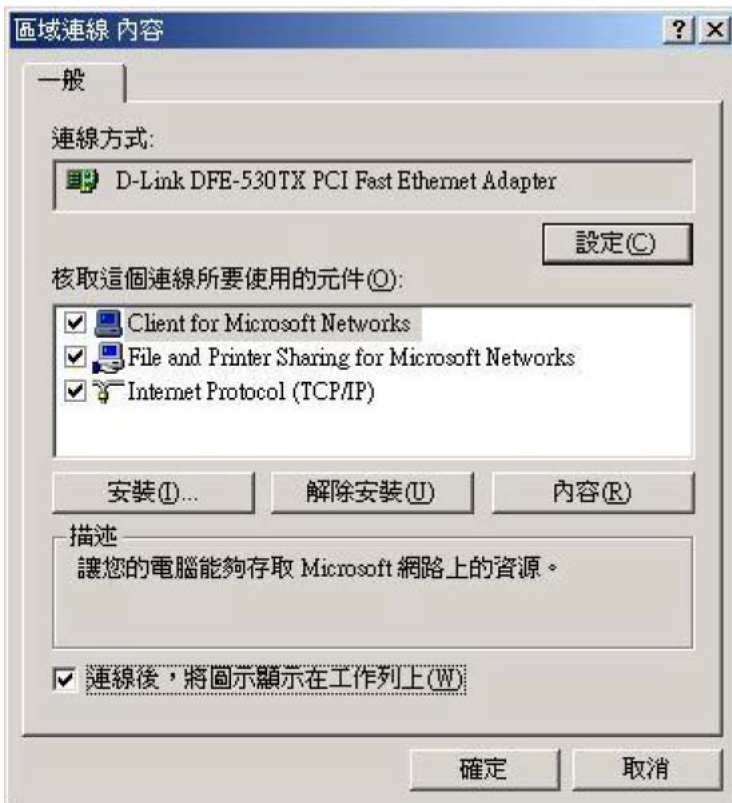 區域連線 內容
一般
連線方式:
D-Link DFE-530TX PCI Fast Ethernet Adapter
設定(C)
核取這個連線所要使用的元件(O):
Client for Microsoft Networks
File and Printer Sharing for Microsoft Networks
Internet Protocol (TCP/IP)
安裝(I)... 解除安裝(U) 內容(R)
描述
讓您的電腦能夠存取 Microsoft 網路上的資源。
連線後，將圖示顯示在工作列上(W)
確定 取消